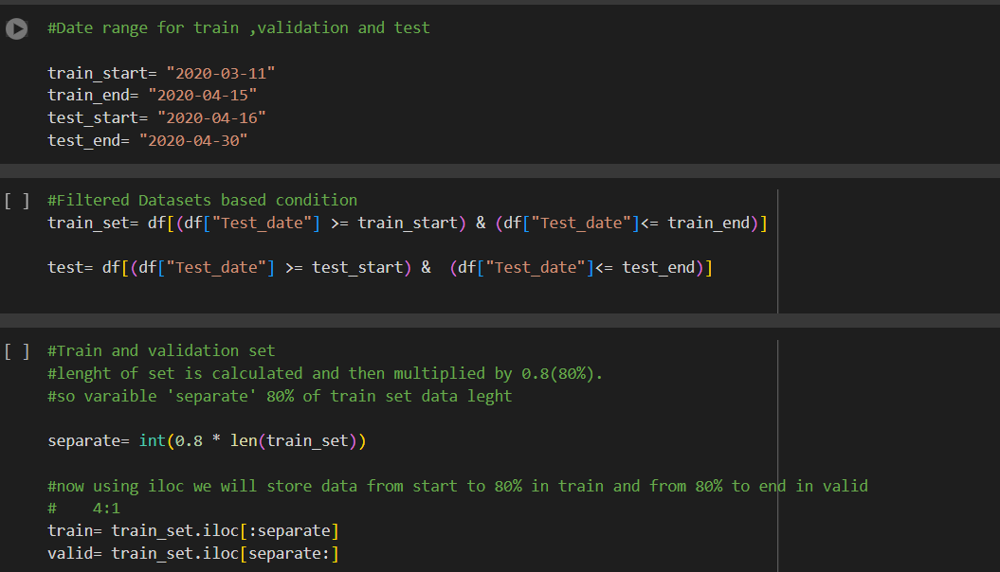 #Date range for train ,validation and test
train_start= "2020-03-11"
train_end= "2020-04-15"
test_start= "2020-04-16"
test_end= "2020-04-30"
[ ] #Filtered Datasets based condition
train_set= df[(df["Test_date"] >= train_start) & (df["Test_date"]<= train_end)]
test= df[(df["Test_date"] >= test_start) &  (df["Test_date"]<= test_end)]
[ ] #Train and validation set
#lenght of set is calculated and then multiplied by 0.8(80%).
#so varaible 'separate' 80% of train set data leght
separate= int(0.8 * len(train_set))
#now using iloc we will store data from start to 80% in train and from 80% to end in valid
#    4:1
train= train_set.iloc[:separate]
valid= train_set.iloc[separate:]